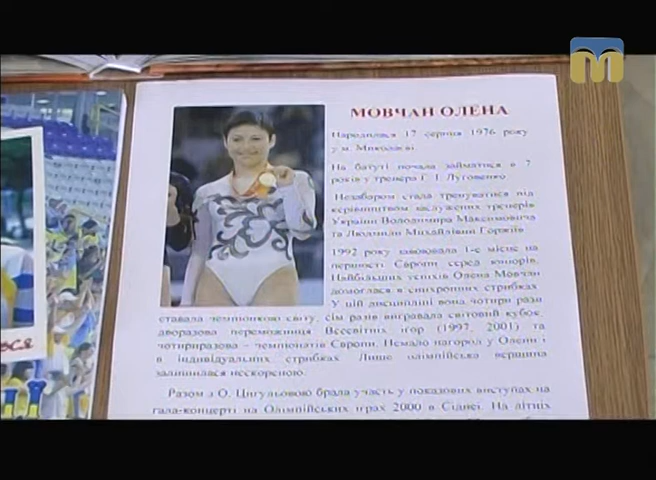 МОВЧАН ОЛЕНА
Народилася 17 серпня 1976 року
у м. Миколаєві
На батуті почала займатися в 7
років у тренера Г. І. Луговенко
Незабаром стала тренуватися під
керівництвом заслужених тренерів
України Володимира Максимовича
та Людмили Михайлівни Горжів
1992 року завоювала 1-е місце на
першості Європи серед юніорів.
Найбільших успіхів Олена Мовчан
домоглася в синхронних стрибках.
У цій дисципліні вона чотири рази
ставала чемпіонкою світу, сім разів вигравала світовий кубок,
дворазова переможниця Всесвітніх ігор (1997, 2001) та
чотириразова - чемпіонатів Європи. Немало нагород у Олени і
в індивідуальних стрибках. Лише олімпійська вершина
залишилася нескореною.
Разом з О. Цигульовою брала участь у показових виступах на
гала-концерті на Олімпійських іграх 2000 в Сіднеї. На літніх
ося